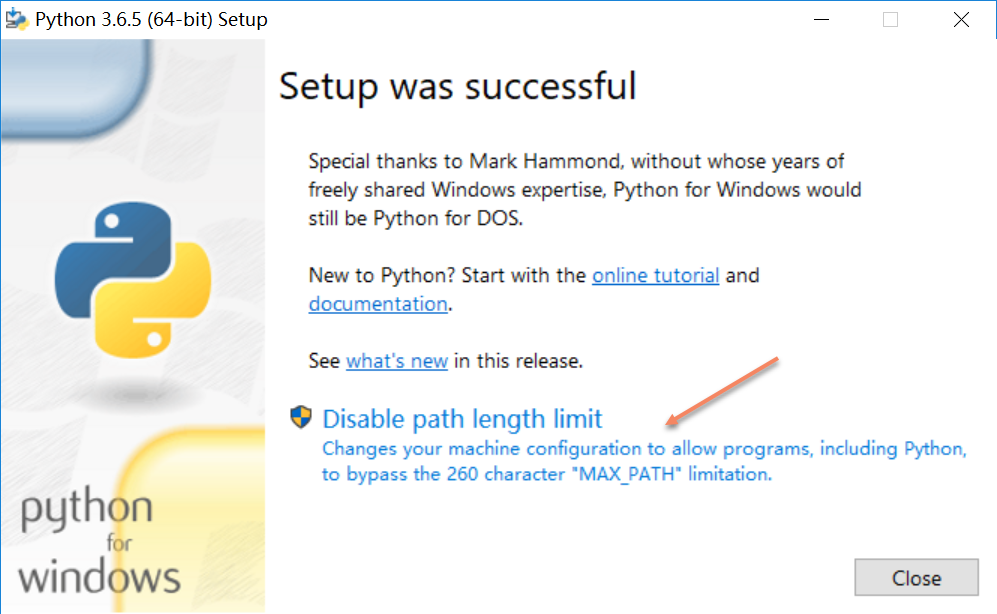 Python 3.6.5 (64-bit) Setup
Setup was successful
Special thanks to Mark Hammond, without whose years of
freely shared Windows expertise, Python for Windows would
still be Python for DOS.
New to Python? Start with the online tutorial and
documentation.
See what's new in this release.
Disable path length limit
Changes your machine configuration to allow programs, including Python,
to bypass the 260 character "MAX_PATH" limitation.
python
for
windows
Close